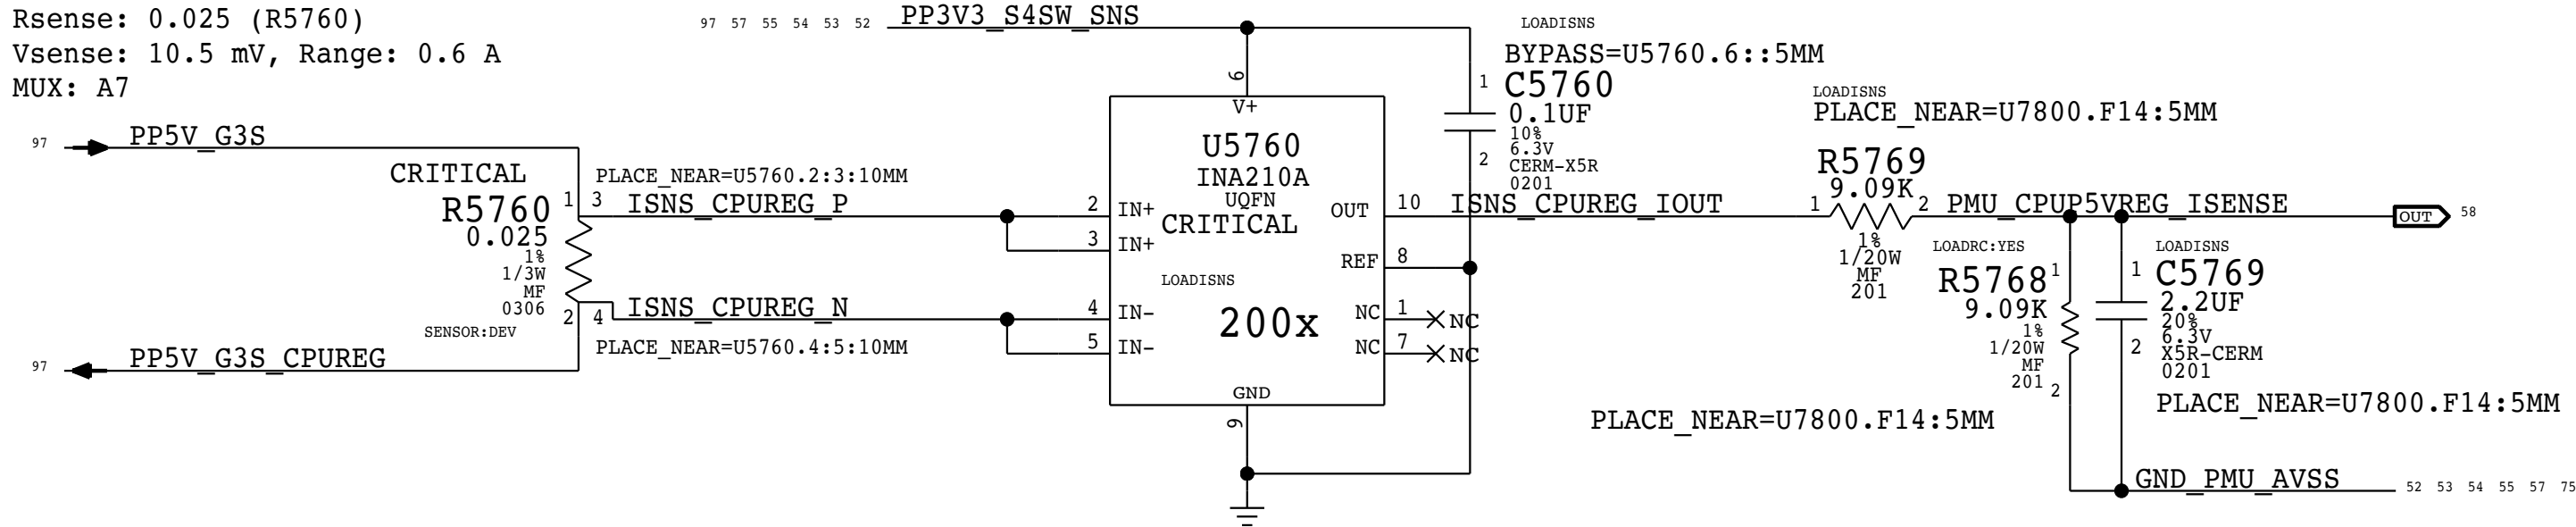 Rsense: 0.025 (R5760)
Vsense: 10.5 mV, Range: 0.6 A
MUX: A7
97 57 55 54 53 52
PP3V3_S4SW_SNS
LOADISNS
BYPASS=U5760.6::5MM
1
C5760
0.1UF
10%
6.3V
CERM-X5R
0201
2
6
V+
U5760
INA210A
UQFN
CRITICAL
LOADISNS
200x
GND
9
97
PP5V_G3S
CRITICAL
R5760
0.025
1%
1/3W
MF
0306
SENSOR:DEV
1 3
2 4
PLACE_NEAR=U5760.2:3:10MM
ISNS_CPUREG_P
ISNS_CPUREG_N
PLACE_NEAR=U5760.4:5:10MM
97
PP5V_G3S_CPUREG
2 IN+
3 IN+
4 IN-
5 IN-
OUT 10
REF 8
NC 1 NC
NC 7 NC
ISNS_CPUREG_IOUT
LOADISNS
PLACE_NEAR=U7800.F14:5MM
R5769
9.09K
1 2
1%
1/20W
MF
201
PMU_CPUP5VREG_ISENSE
OUT 58
LOADRC:YES
R5768
9.09K
1%
1/20W
MF
201
1
2
LOADISNS
C5769
2.2UF
20%
6.3V
X5R-CERM
0201
1
2
PLACE_NEAR=U7800.F14:5MM
PLACE_NEAR=U7800.F14:5MM
GND_PMU_AVSS
52 53 54 55 57 75